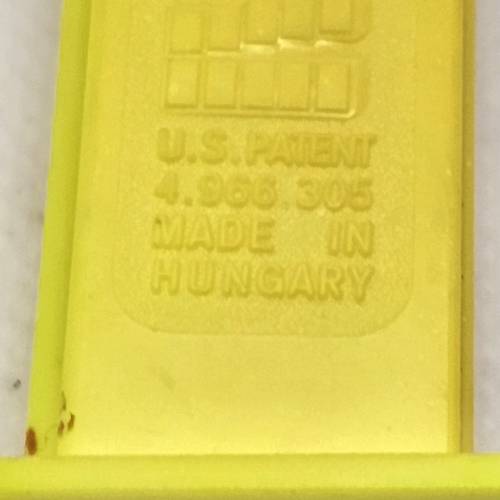 U.S. PATENT
4.966.305
MADE IN
HUNGARY